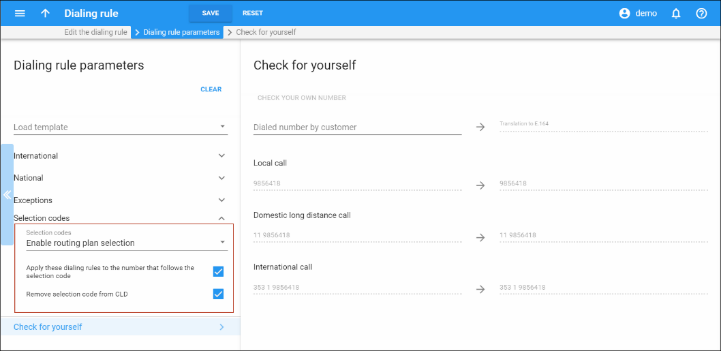 Dialing rule
SAVE
RESET
demo
Edit the dialing rule
Dialing rule parameters
Check for yourself
Dialing rule parameters
CLEAR
Load template
International
National
Exceptions
Selection codes
Selection codes
Enable routing plan selection
Apply these dialing rules to the number that follows the
selection code
Remove selection code from CLD
Check for yourself
Check for yourself
CHECK YOUR OWN NUMBER
Dialed number by customer
Translation to E.164
Local call
9856418
9856418
Domestic long distance call
11 9856418
11 9856418
International call
353 1 9856418
353 1 9856418